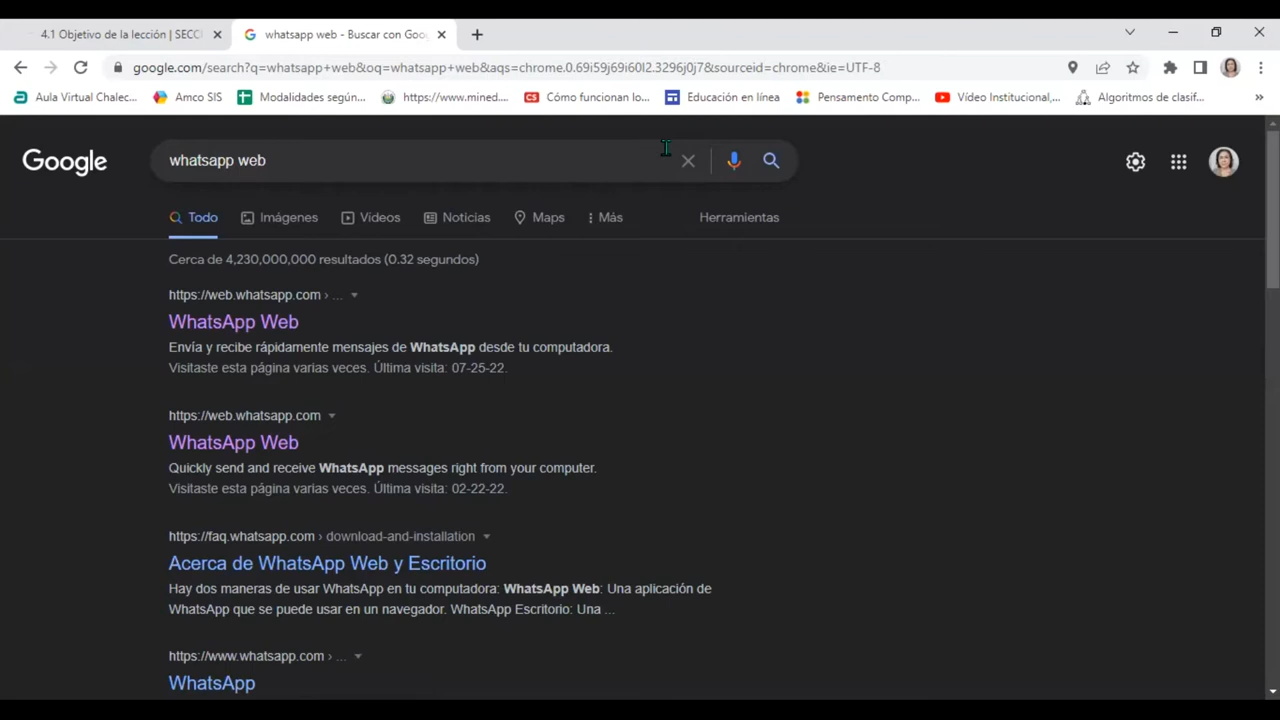 4.1 Objetivo de la lección | SECC
whatsapp web - Buscar con Goog
google.com/search?q=whatsapp+web&oq=whatsapp+web&aqs=chrome.0.69i59j69i60l2.3296j0j7&sourceid=chrome&ie=UTF-8
Aula Virtual Chalec... Amco SIS Modalidades según... https://www.mined.... Cómo funcionan lo... Educación en línea Pensamento Comp... Vídeo Institucional,... Algoritmos de clasif...
Google
whatsapp web
Todo Imágenes Videos Noticias Maps Más Herramientas
Cerca de 4,230,000,000 resultados (0.32 segundos)
https://web.whatsapp.com › ...
WhatsApp Web
Envía y recibe rápidamente mensajes de WhatsApp desde tu computadora.
Visitaste esta página varias veces. Última visita: 07-25-22.
https://web.whatsapp.com
WhatsApp Web
Quickly send and receive WhatsApp messages right from your computer.
Visitaste esta página varias veces. Última visita: 02-22-22.
https://faq.whatsapp.com › download-and-installation
Acerca de WhatsApp Web y Escritorio
Hay dos maneras de usar WhatsApp en tu computadora: WhatsApp Web: Una aplicación de
WhatsApp que se puede usar en un navegador. WhatsApp Escritorio: Una ...
https://www.whatsapp.com › ...
WhatsApp